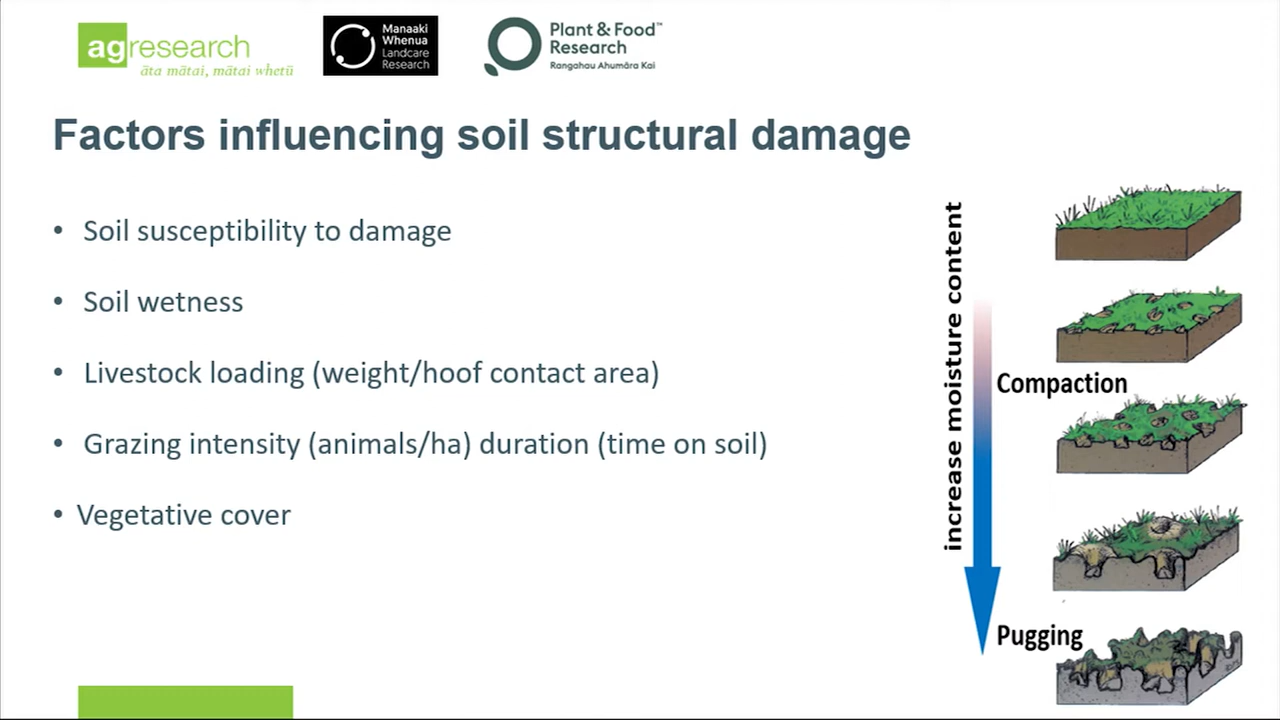 agresearch
āta mātai, mātai whetū
Manaaki
Whenua
Landcare
Research
Plant & Food™
Research
Rangahau Ahumāra Kai
Factors influencing soil structural damage
• Soil susceptibility to damage
• Soil wetness
• Livestock loading (weight/hoof contact area)
• Grazing intensity (animals/ha) duration (time on soil)
• Vegetative cover
increase moisture content
Compaction
Pugging